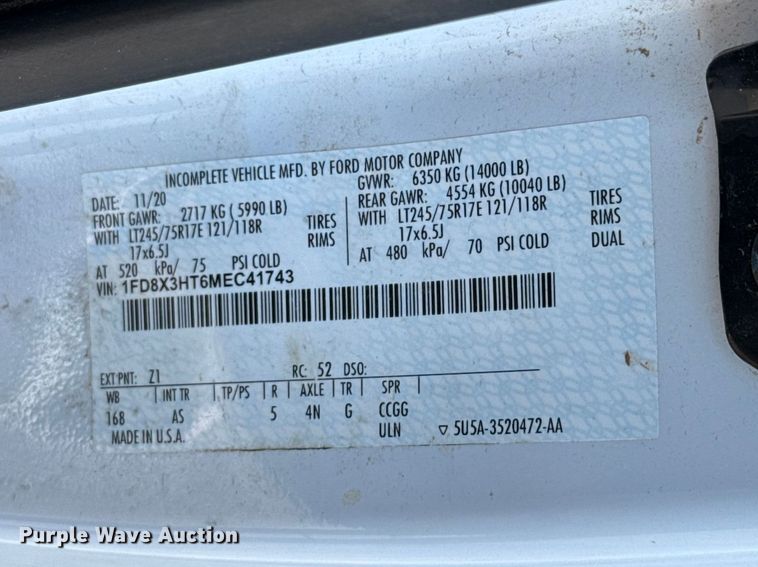 INCOMPLETE VEHICLE MFD. BY FORD MOTOR COMPANY
DATE: 11/20 GVWR: 6350 KG (14000 LB)
FRONT GAWR: 2717 KG (5990 LB) REAR GAWR: 4554 KG (10040 LB)
WITH LT245/75R17E 121/118R TIRES WITH LT245/75R17E 121/118R TIRES
17x6.5J RIMS 17x6.5J RIMS
AT 520 kPa/ 75 PSI COLD AT 480 kPa/ 70 PSI COLD DUAL
VIN: 1FD8X3HT6MEC41743
EXT PNT: Z1 RC: 52 DSO:
WB INT TR TP/PS R AXLE TR SPR
168 AS 5 4N G CCGG
MADE IN U.S.A. ULN ▽ 5U5A-3520472-AA
Purple Wave Auction